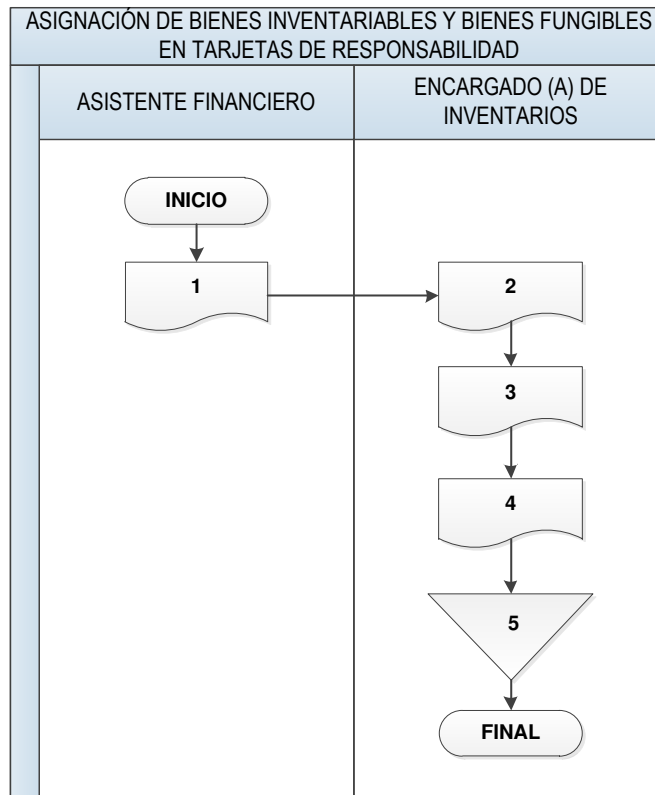 ASIGNACIÓN DE BIENES INVENTARIABLES Y BIENES FUNGIBLES
EN TARJETAS DE RESPONSABILIDAD
ASISTENTE FINANCIERO
ENCARGADO (A) DE
INVENTARIOS
INICIO
1
2
3
4
5
FINAL